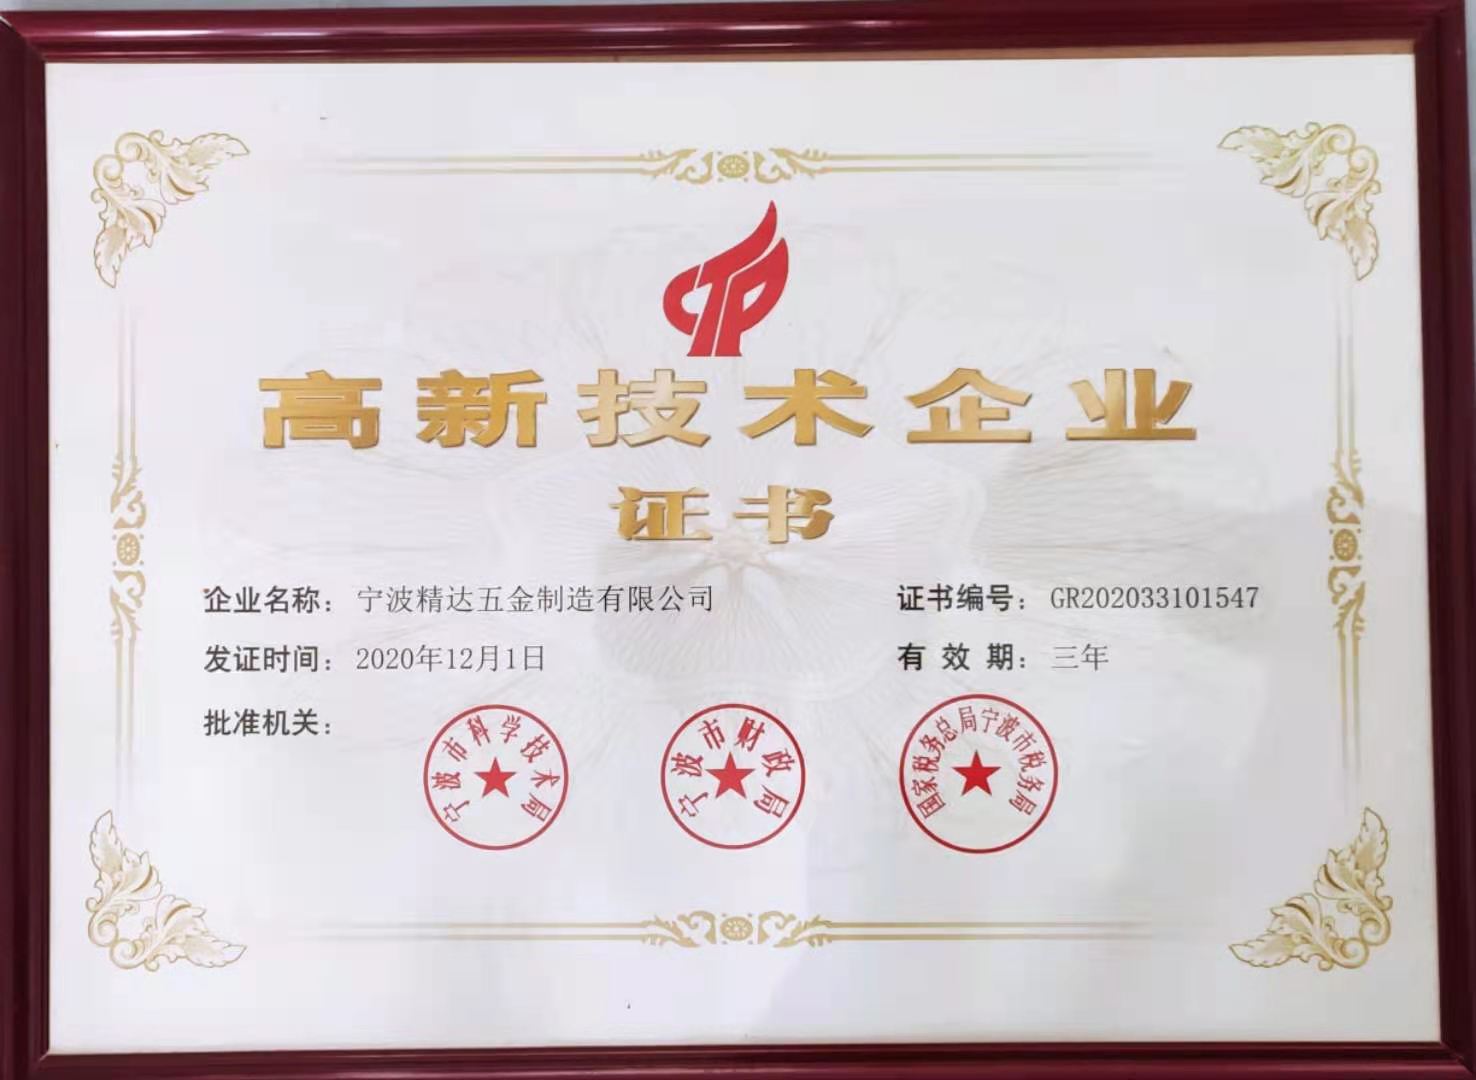 CTP
高新技术企业
证书
企业名称：宁波精达五金制造有限公司 证书编号：GR202033101547
发证时间：2020年12月1日 有效期：三年
批准机关：
宁波市科学技术局
宁波市财政局
国家税务总局宁波市税务局